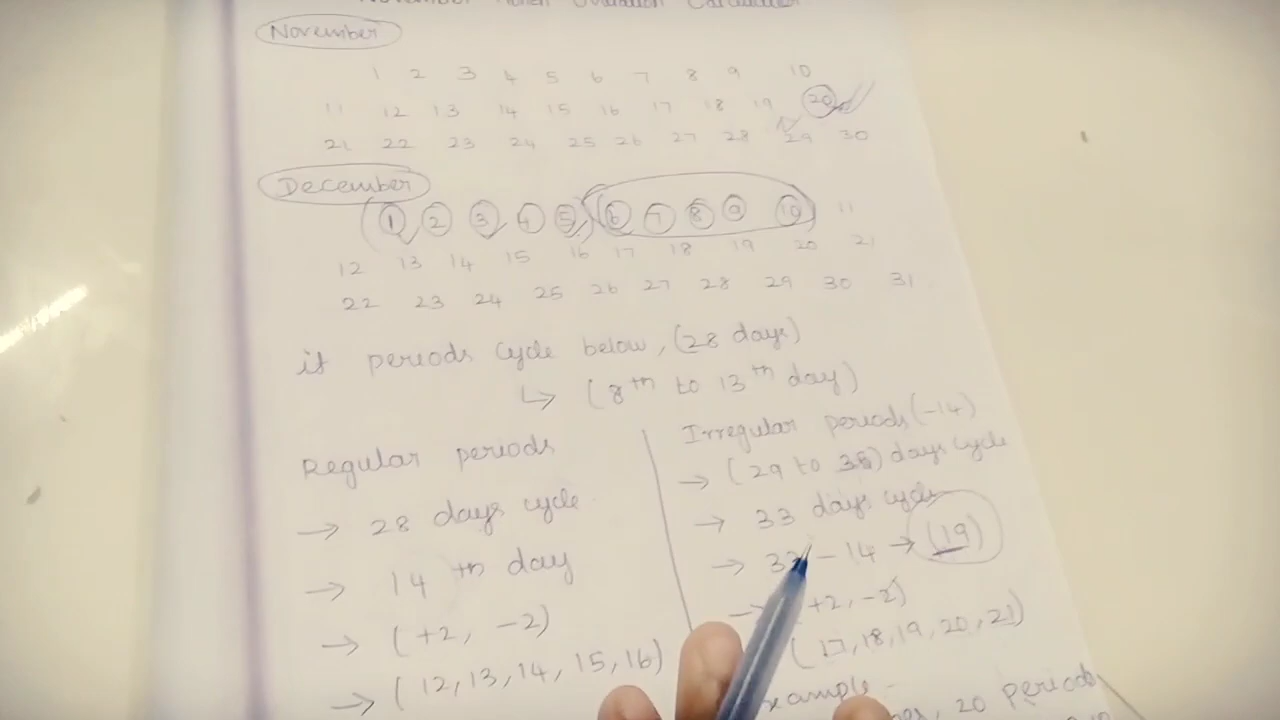 November
November
1 2 3 4 5 6 7 8 9 10
11 12 13 14 15 16 17 18 19 20
21 22 23 24 25 26 27 28 29 30
December
1 2 3 4 5 6 7 8 9 10 11
12 13 14 15 16 17 18 19 20 21
22 23 24 25 26 27 28 29 30 31
if periods cycle below, (28 days)
↳ (8th to 13th day)
Regular periods
→ 28 days cycle
→ 14th day
→ (+2, -2)
→ (12, 13, 14, 15, 16)
Irregular periods (-14)
→ (29 to 38) days cycle
→ 33 days cycle
→ 33 - 14 → (19)
→ (+2, -2)
(17, 18, 19, 20, 21)
Example -
20 periods